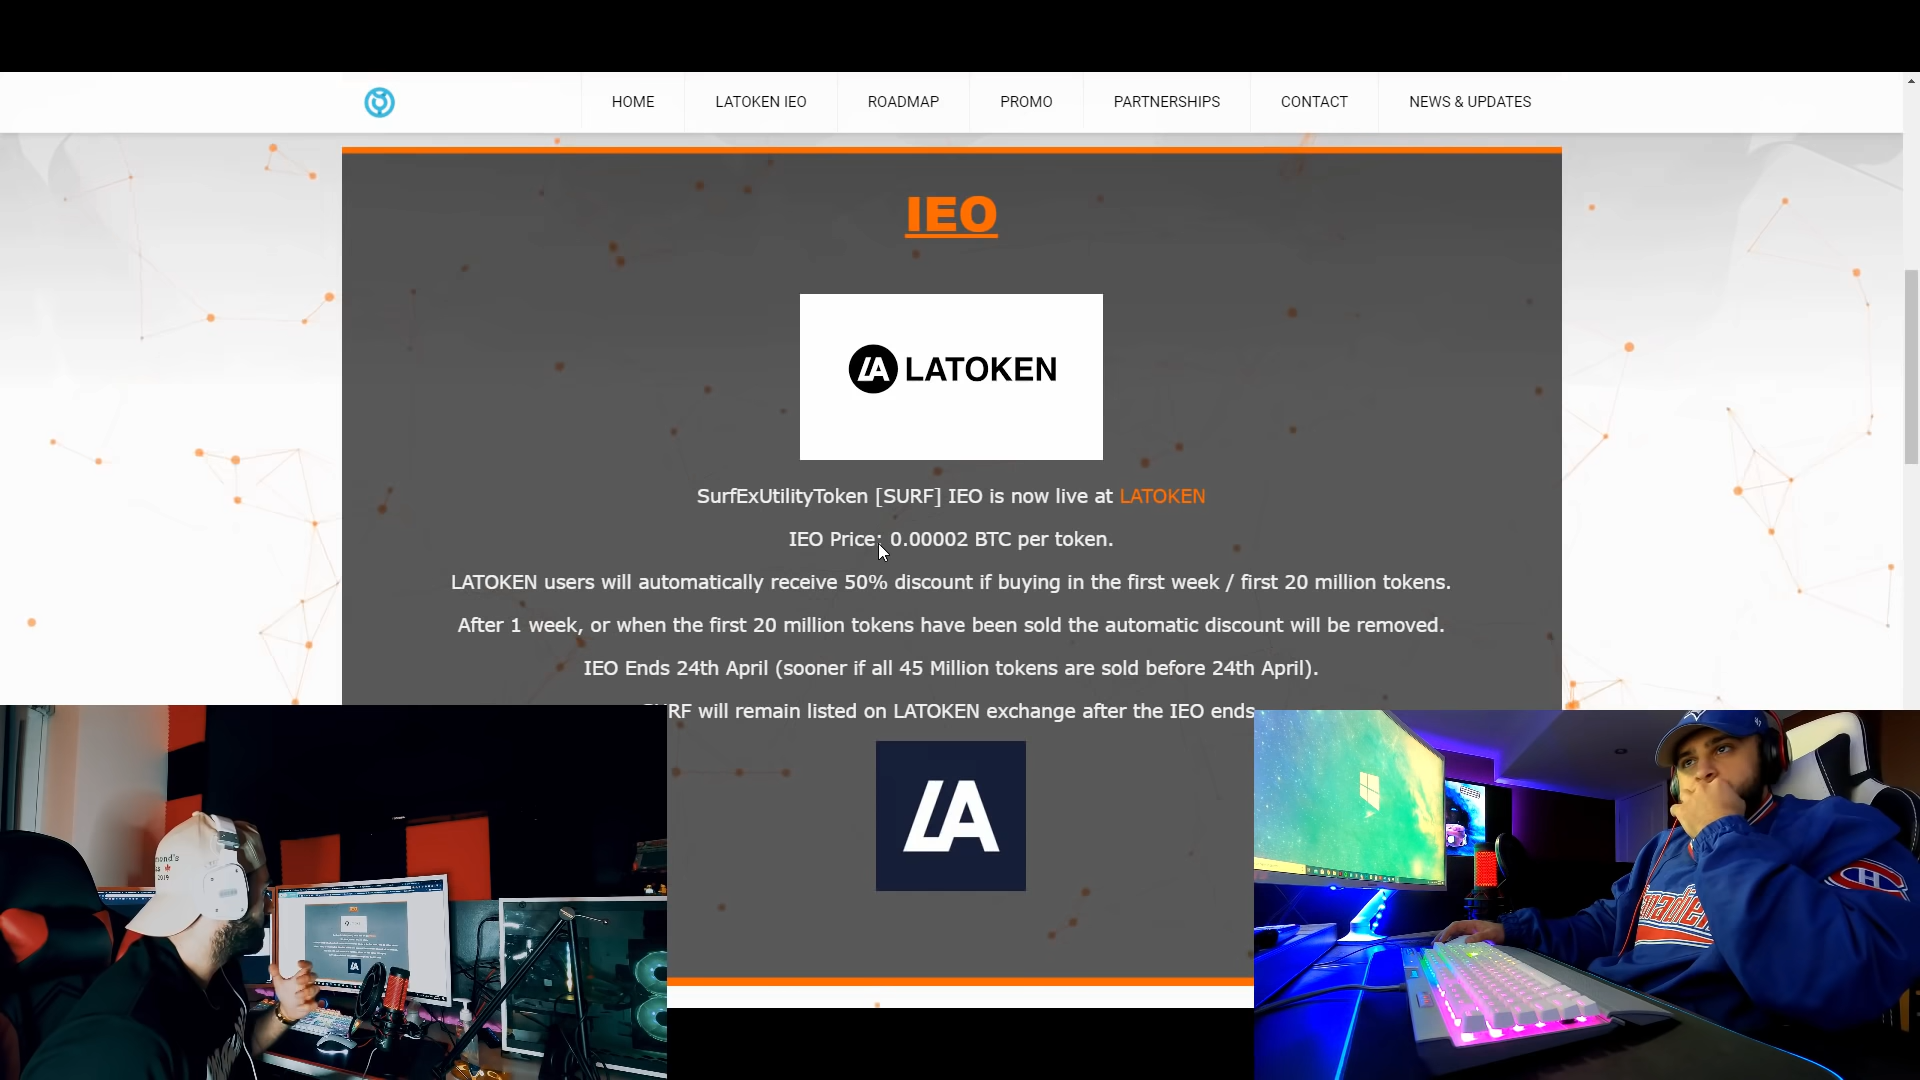 HOME LATOKEN IEO ROADMAP PROMO PARTNERSHIPS CONTACT NEWS & UPDATES
IEO
LA LATOKEN
SurfExUtilityToken [SURF] IEO is now live at LATOKEN
IEO Price: 0.00002 BTC per token.
LATOKEN users will automatically receive 50% discount if buying in the first week / first 20 million tokens.
After 1 week, or when the first 20 million tokens have been sold the automatic discount will be removed.
IEO Ends 24th April (sooner if all 45 Million tokens are sold before 24th April).
SURF will remain listed on LATOKEN exchange after the IEO ends
LA
2019
H